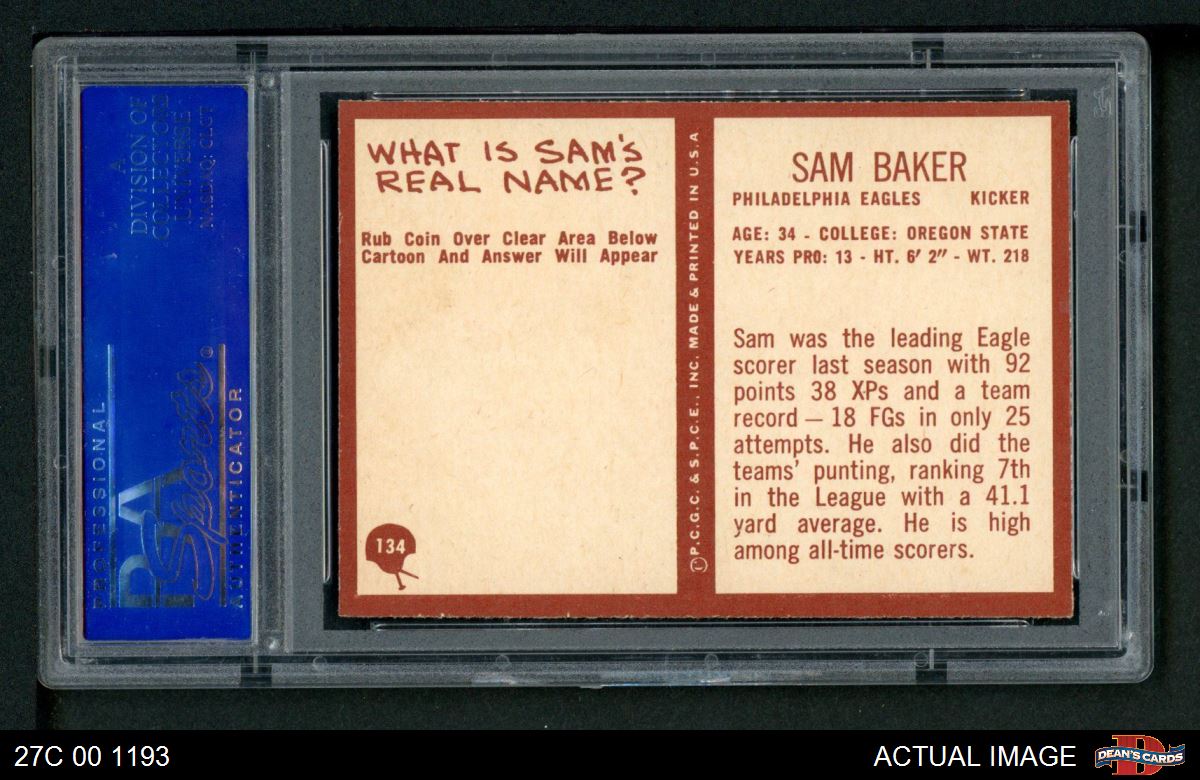 A
DIVISION OF
COLLECTORS
UNIVERSE
NASDAQ: CLCT
PROFESSIONAL
PSA
Sports
AUTHENTICATOR
WHAT IS SAM'S
REAL NAME?
Rub Coin Over Clear Area Below
Cartoon And Answer Will Appear
134
©P.C.G.C. & S.P.C.E., INC. MADE & PRINTED IN U.S.A
SAM BAKER
PHILADELPHIA EAGLES KICKER
AGE: 34 - COLLEGE: OREGON STATE
YEARS PRO: 13 - HT. 6' 2" - WT. 218
Sam was the leading Eagle
scorer last season with 92
points 38 XPs and a team
record — 18 FGs in only 25
attempts. He also did the
teams' punting, ranking 7th
in the League with a 41.1
yard average. He is high
among all-time scorers.
27C 00 1193
ACTUAL IMAGE
D
DEAN'S CARDS